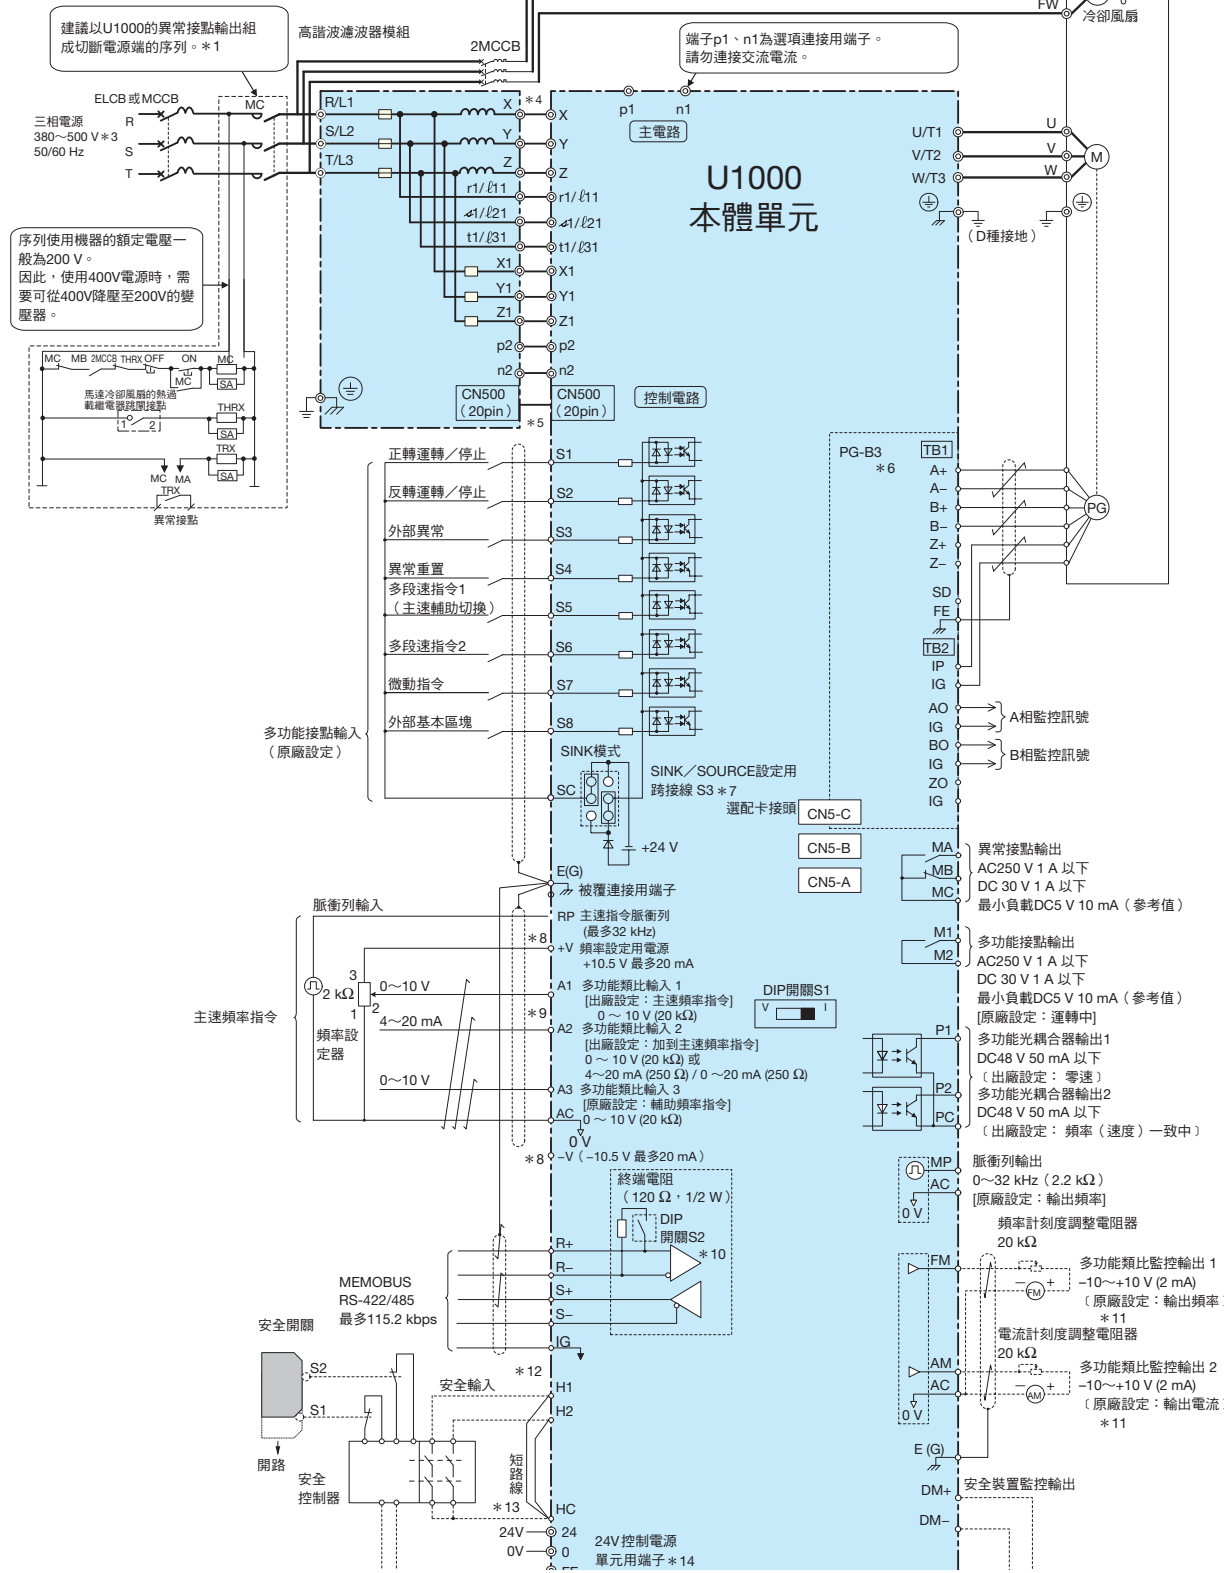 FW
冷卻風扇
建議以U1000的異常接點輸出組
成切斷電源端的序列。＊1
高諧波濾波器模組
2MCCB
端子p1、n1為選項連接用端子。
請勿連接交流電流。
ELCB 或 MCCB
MC
三相電源
380～500 V＊3
50/60 Hz
R
S
T
R/L1
S/L2
T/L3
X
Y
Z
＊4
X
Y
Z
p1
n1
主電路
U1000
本體單元
U/T1
V/T2
W/T3
U
V
W
M
（D種接地）
r1/ℓ11
r1/ℓ11
𝓈1/ℓ21
𝓈1/ℓ21
t1/ℓ31
t1/ℓ31
X1
X1
Y1
Y1
Z1
Z1
p2
p2
n2
n2
CN500
（20pin）
CN500
（20pin）
控制電路
＊5
序列使用機器的額定電壓一
般為200 V。
因此，使用400V電源時，需
要可從400V降壓至200V的變
壓器。
MC
MB
2MCCB
THRX
OFF
ON
MC
MC
SA
馬達冷卻風扇的熱過
載繼電器跳閘接點
1
2
THRX
SA
TRX
SA
MC
MA
TRX
異常接點
正轉運轉／停止
S1
反轉運轉／停止
S2
外部異常
S3
異常重置
S4
多段速指令1
（主速輔助切換）
S5
多段速指令2
S6
微動指令
S7
外部基本區塊
S8
多功能接點輸入
（原廠設定）
SINK模式
SC
SINK／SOURCE設定用
跨接線 S3＊7
+24 V
選配卡接頭
CN5-C
CN5-B
CN5-A
PG-B3
＊6
TB1
A+
A−
B+
B−
Z+
Z−
SD
FE
TB2
IP
IG
AO
IG
BO
IG
ZO
IG
PG
A相監控訊號
B相監控訊號
E(G)
被覆連接用端子
MA
MB
MC
異常接點輸出
AC250 V 1 A 以下
DC 30 V 1 A 以下
最小負載DC5 V 10 mA（參考值）
M1
M2
多功能接點輸出
AC250 V 1 A 以下
DC 30 V 1 A 以下
最小負載DC5 V 10 mA（參考值）
[原廠設定：運轉中]
脈衝列輸入
RP 主速指令脈衝列
(最多32 kHz)
＊8
+V 頻率設定用電源
+10.5 V 最多20 mA
主速頻率指令
2 kΩ
3
1
2
頻率設
定器
0～10 V
A1 多功能類比輸入 1
[出廠設定：主速頻率指令]
0 ～ 10 V (20 kΩ)
＊9
4～20 mA
A2 多功能類比輸入 2
[出廠設定：加到主速頻率指令]
0 ～ 10 V (20 kΩ) 或
4～20 mA (250 Ω) / 0 ～20 mA (250 Ω)
0～10 V
A3 多功能類比輸入 3
[原廠設定：輔助頻率指令]
0 ～ 10 V (20 kΩ)
AC
0 V
＊8
−V（−10.5 V 最多20 mA）
DIP開關S1
V
I
P1
P2
PC
多功能光耦合器輸出1
DC48 V 50 mA 以下
〔出廠設定： 零速〕
多功能光耦合器輸出2
DC48 V 50 mA 以下
〔出廠設定： 頻率（速度）一致中〕
MP
AC
0 V
脈衝列輸出
0～32 kHz（2.2 kΩ）
[原廠設定：輸出頻率]
終端電阻
（120 Ω，1/2 W）
DIP
開關S2
＊10
R+
R−
S+
S−
IG
MEMOBUS
RS-422/485
最多115.2 kbps
頻率計刻度調整電阻器
20 kΩ
FM
−
FM
+
多功能類比監控輸出 1
−10～+10 V (2 mA)
〔原廠設定：輸出頻率
＊11
電流計刻度調整電阻器
20 kΩ
AM
AC
0 V
−
AM
+
多功能類比監控輸出 2
−10～+10 V (2 mA)
〔原廠設定：輸出電流
＊11
E (G)
安全開關
S2
S1
開路
安全
控制器
安全輸入
＊12
H1
H2
短路線
＊13
HC
24V
24
0V
0
24V控制電源
單元用端子＊14
DM+
DM−
安全裝置監控輸出